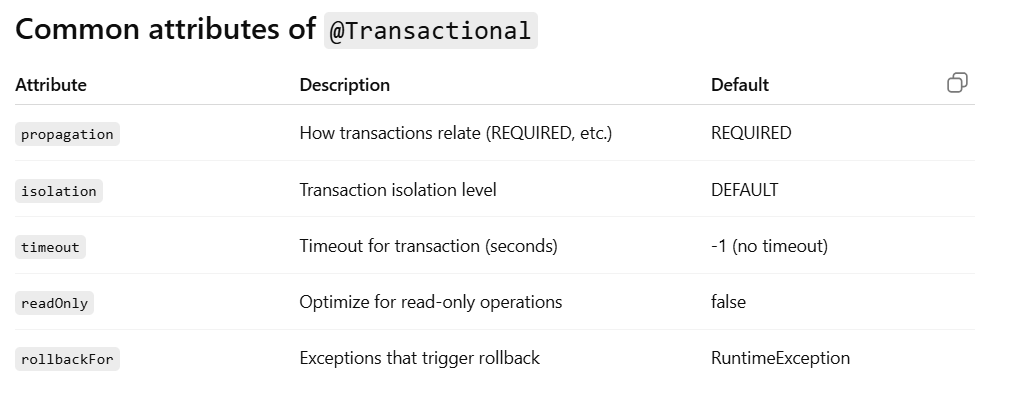 Common attributes of @Transactional
Attribute Description Default
propagation How transactions relate (REQUIRED, etc.) REQUIRED
isolation Transaction isolation level DEFAULT
timeout Timeout for transaction (seconds) -1 (no timeout)
readOnly Optimize for read-only operations false
rollbackFor Exceptions that trigger rollback RuntimeException